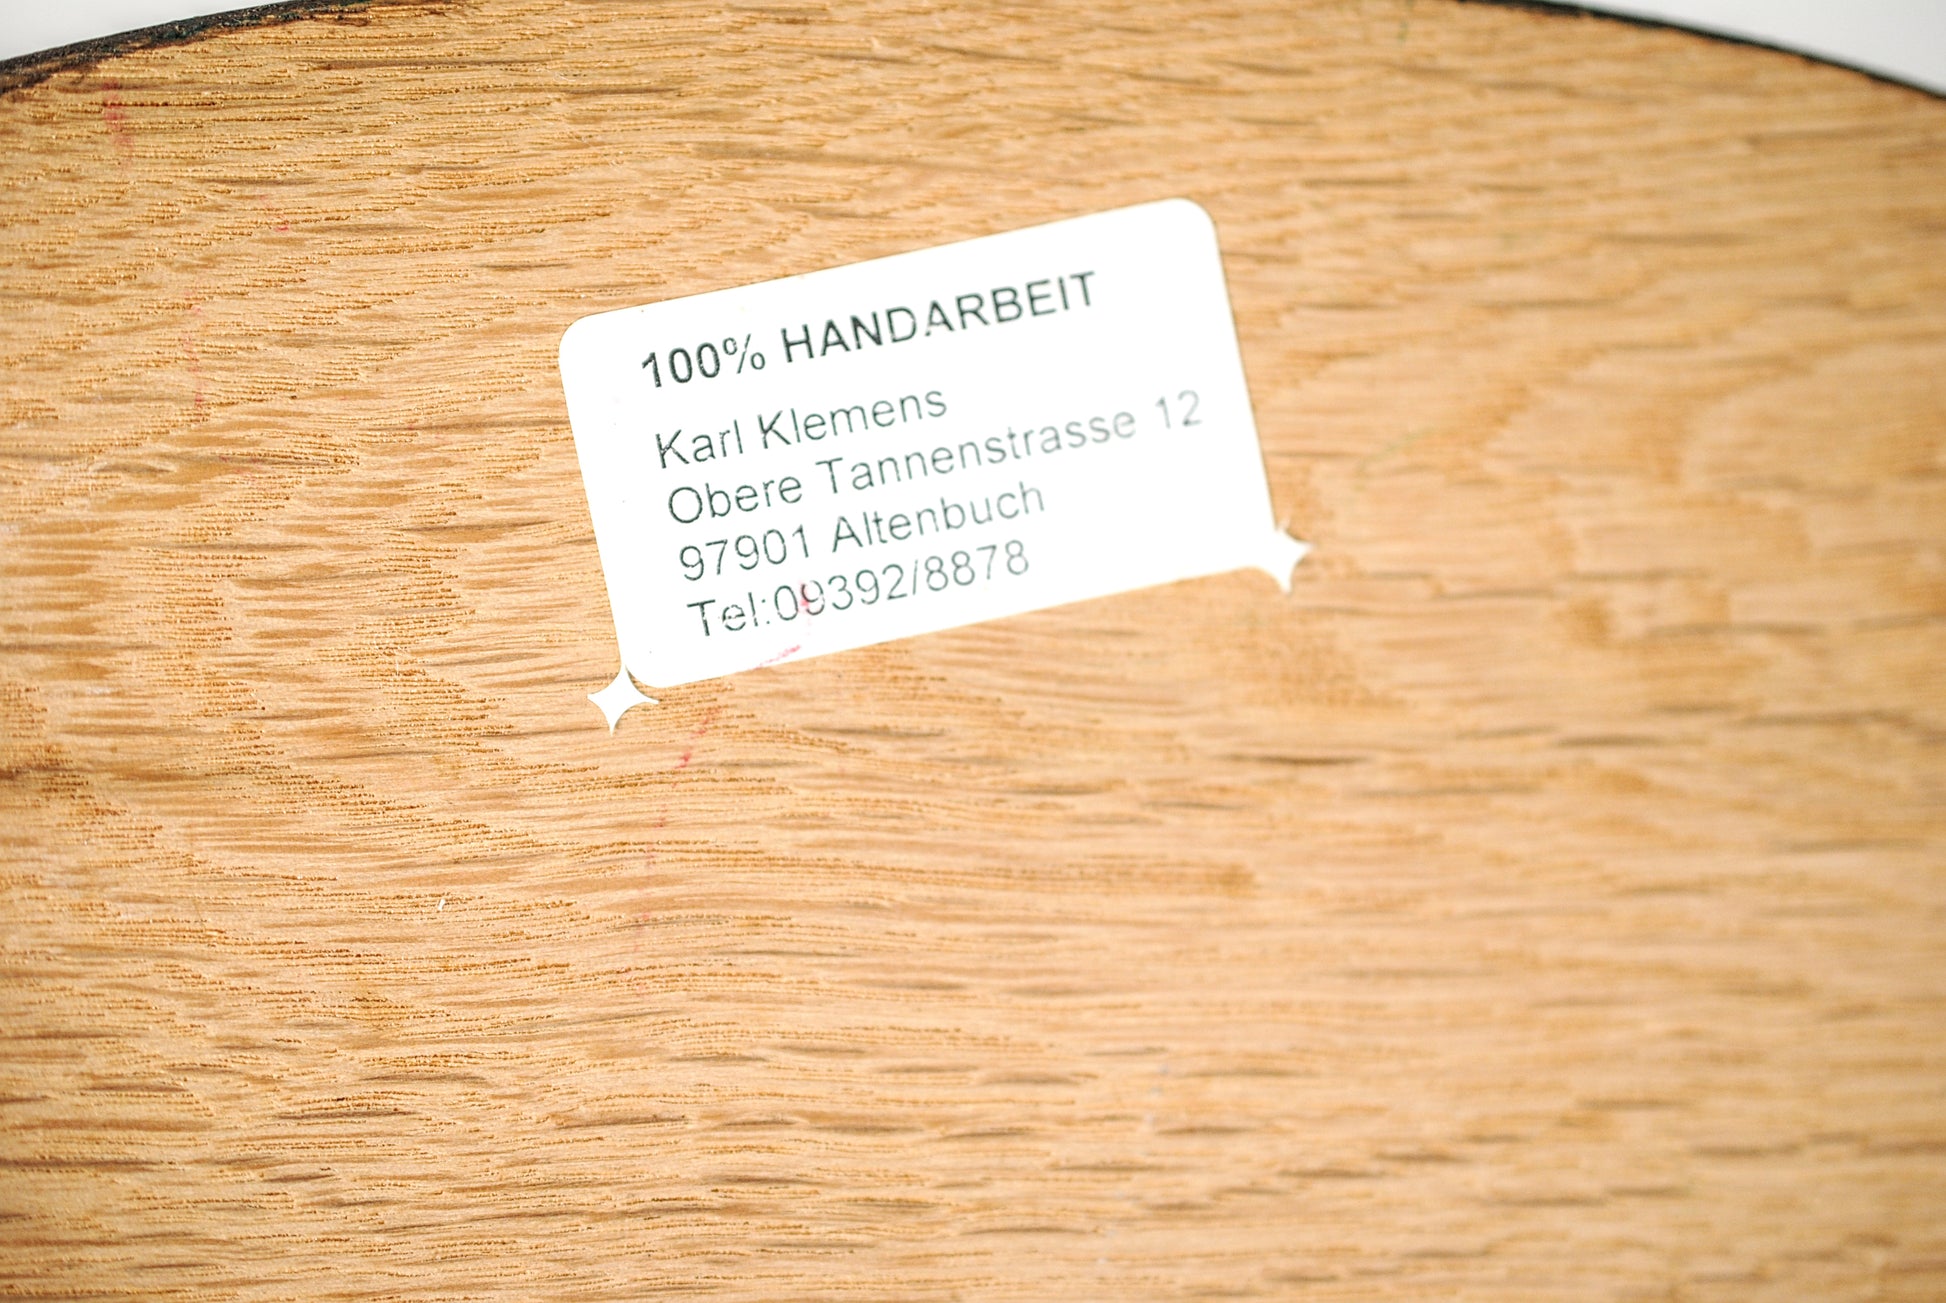 100% HANDARBEIT
Karl Klemens
Obere Tannenstrasse 12
97901 Altenbuch
Tel:09392/8878